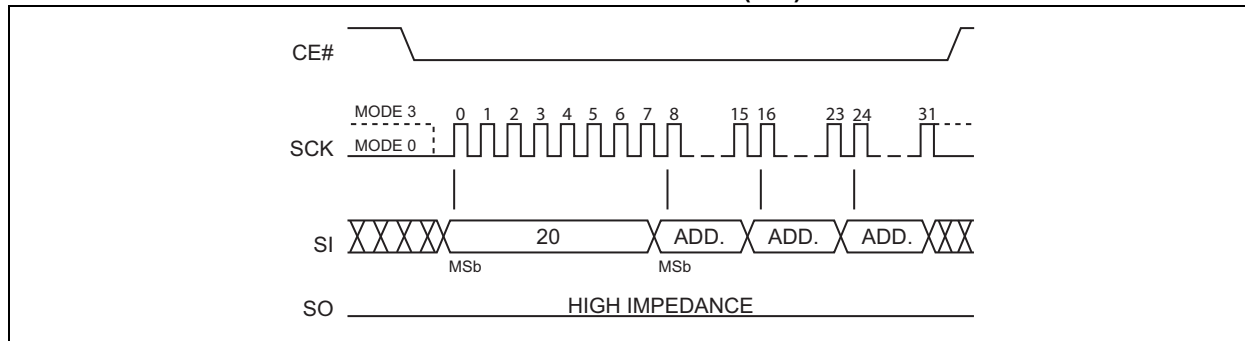 CE#
MODE 3
0 1 2 3 4 5 6 7 8 15 16 23 24 31
SCK
MODE 0
SI
20 ADD. ADD. ADD.
MSb MSb
SO
HIGH IMPEDANCE